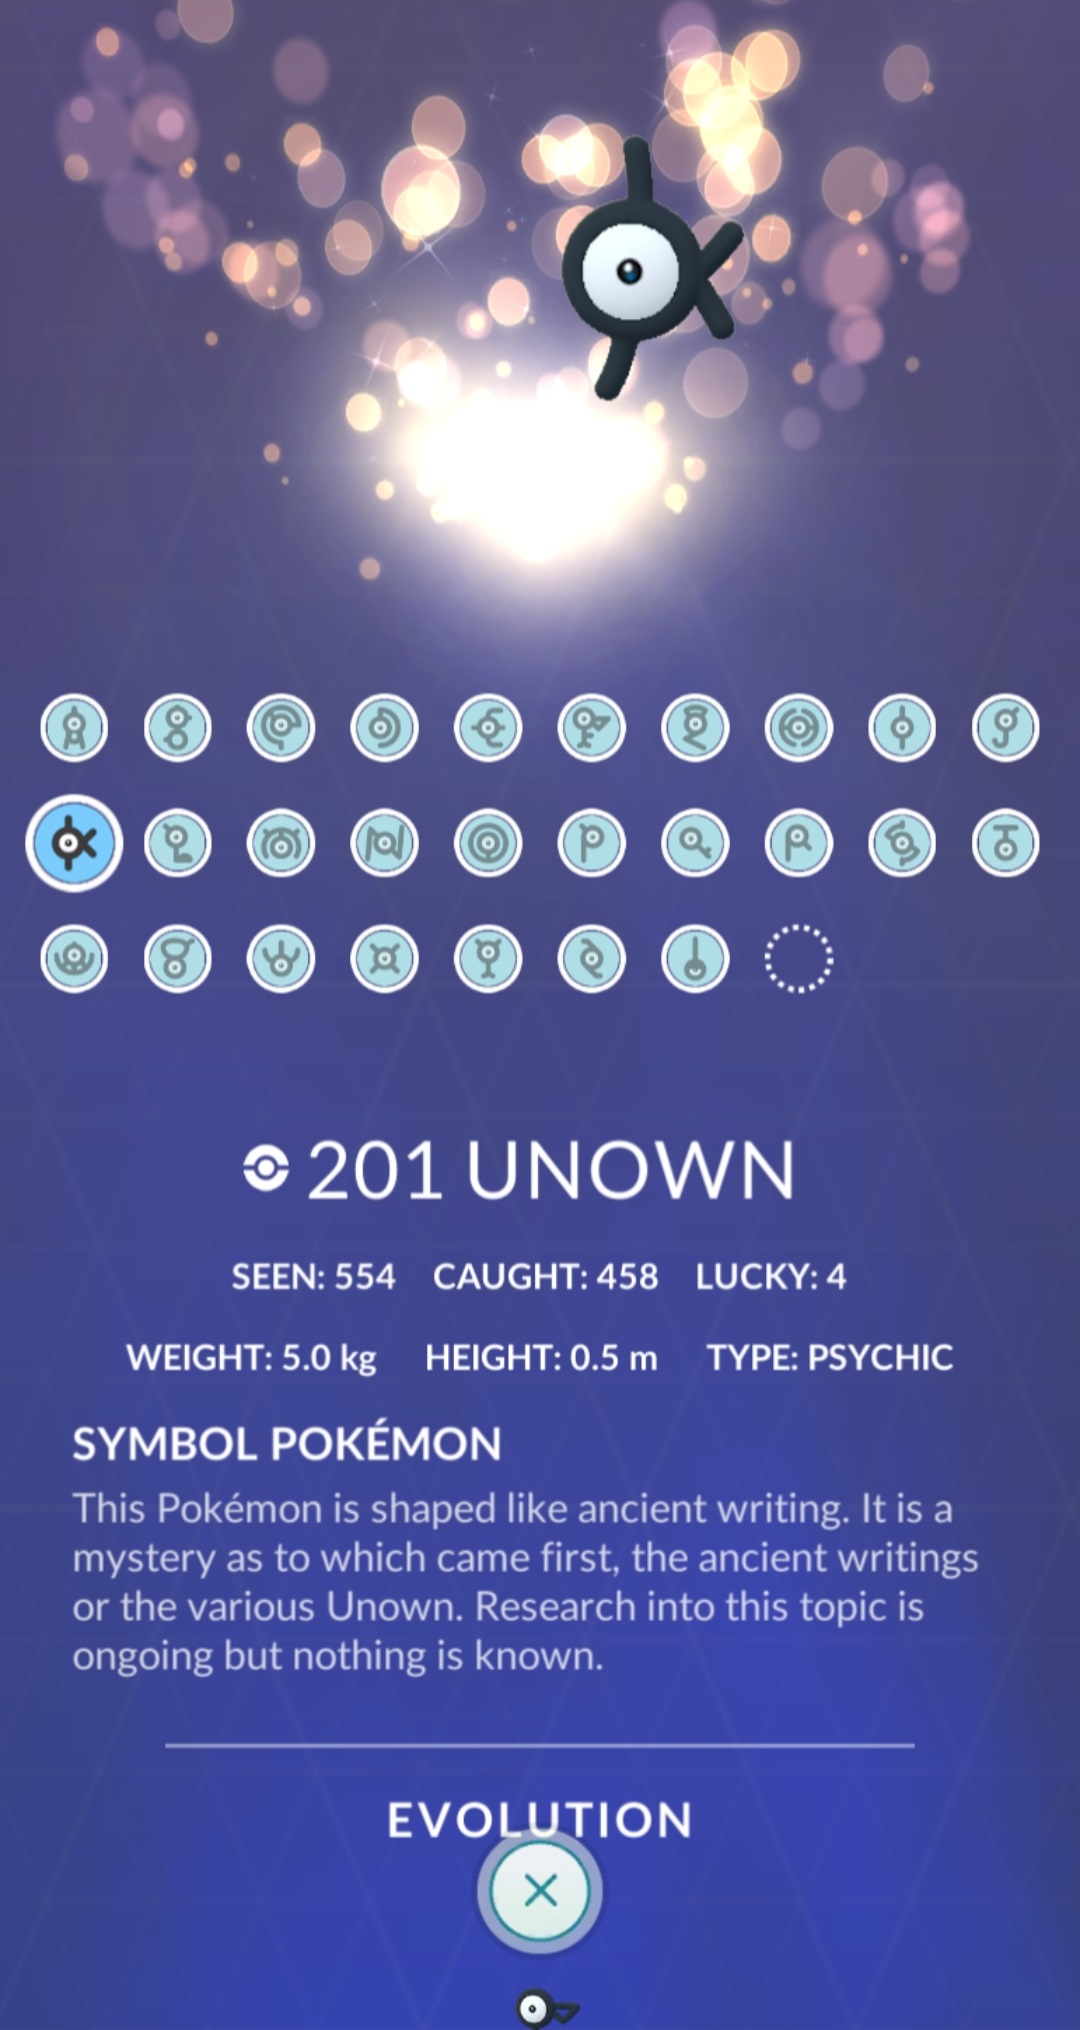 201 UNOWN
SEEN: 554 CAUGHT: 458 LUCKY: 4
WEIGHT: 5.0 kg HEIGHT: 0.5 m TYPE: PSYCHIC
SYMBOL POKÉMON
This Pokémon is shaped like ancient writing. It is a
mystery as to which came first, the ancient writings
or the various Unown. Research into this topic is
ongoing but nothing is known.
EVOLUTION